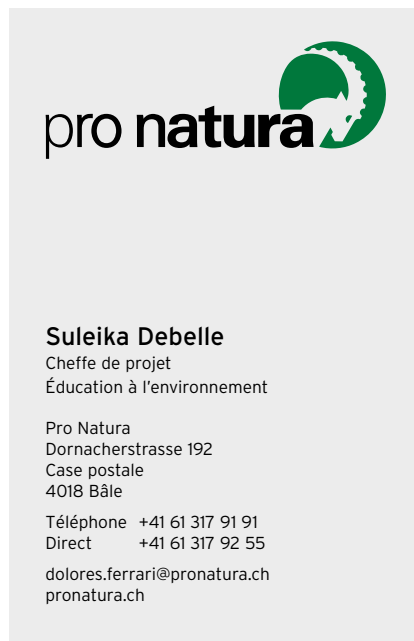 pro natura
Suleika Debelle
Cheffe de projet
Éducation à l'environnement
Pro Natura
Dornacherstrasse 192
Case postale
4018 Bâle
Téléphone +41 61 317 91 91
Direct +41 61 317 92 55
dolores.ferrari@pronatura.ch
pronatura.ch